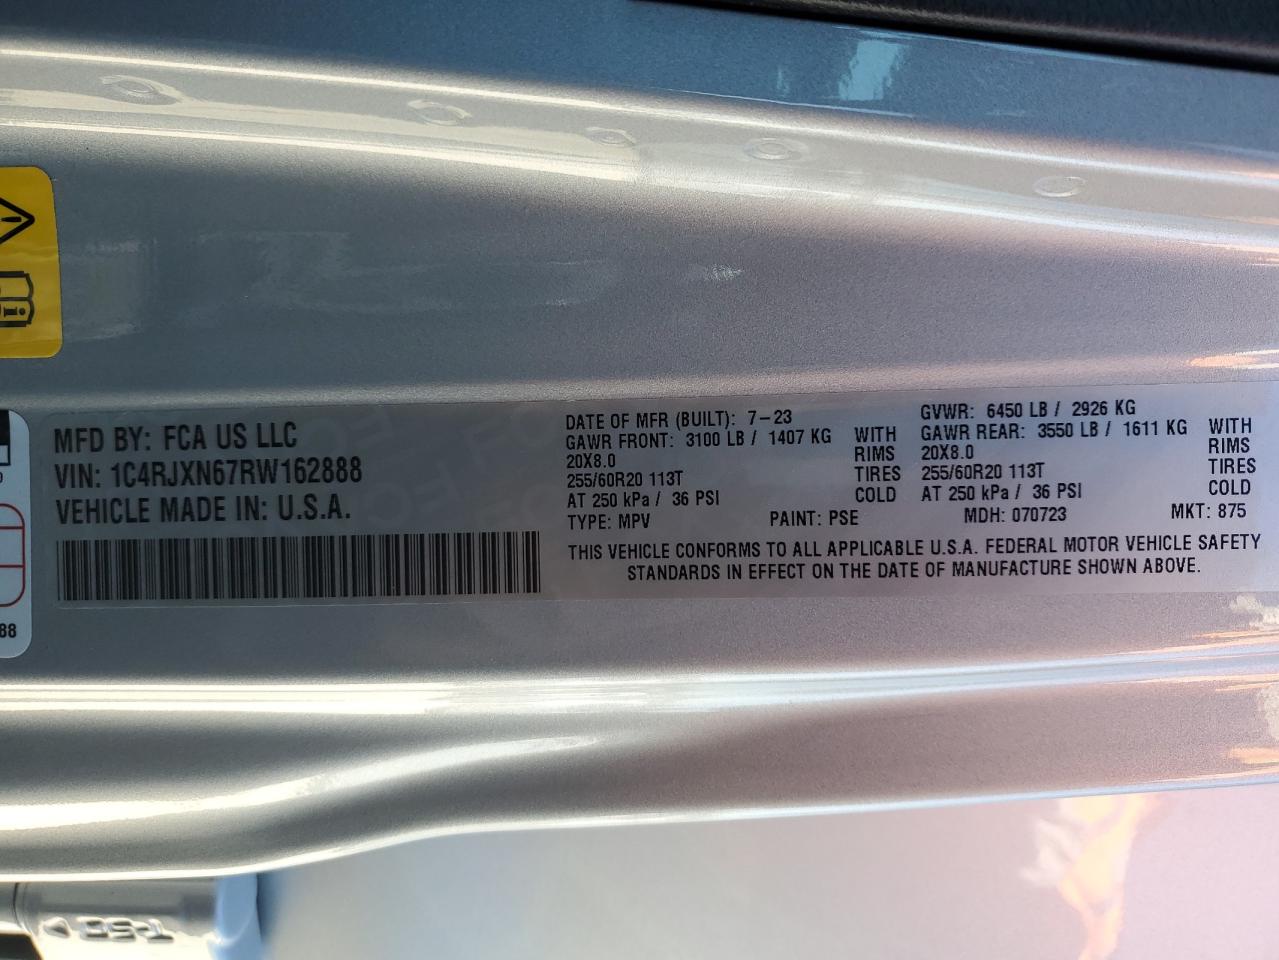 MFD BY: FCA US LLC
VIN: 1C4RJXN67RW162888
VEHICLE MADE IN: U.S.A.
DATE OF MFR (BUILT): 7-23
GAWR FRONT: 3100 LB / 1407 KG WITH
20X8.0 RIMS
255/60R20 113T TIRES
AT 250 kPa / 36 PSI COLD
GVWR: 6450 LB / 2926 KG
GAWR REAR: 3550 LB / 1611 KG WITH
20X8.0 RIMS
255/60R20 113T TIRES
AT 250 kPa / 36 PSI COLD
TYPE: MPV PAINT: PSE MDH: 070723 MKT: 875
THIS VEHICLE CONFORMS TO ALL APPLICABLE U.S.A. FEDERAL MOTOR VEHICLE SAFETY
STANDARDS IN EFFECT ON THE DATE OF MANUFACTURE SHOWN ABOVE.
88